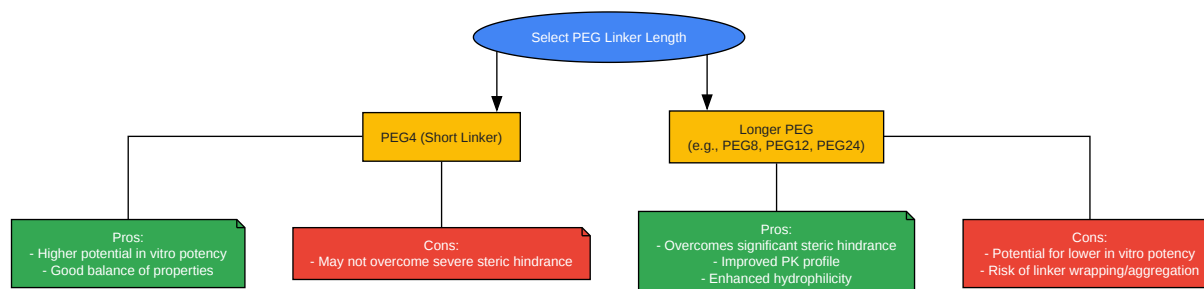 Select PEG Linker Length
PEG4 (Short Linker)
Longer PEG
(e.g., PEG8, PEG12, PEG24)
Pros:
- Higher potential in vitro potency
- Good balance of properties
Cons:
- May not overcome severe steric hindrance
Pros:
- Overcomes significant steric hindrance
- Improved PK profile
- Enhanced hydrophilicity
Cons:
- Potential for lower in vitro potency
- Risk of linker wrapping/aggregation